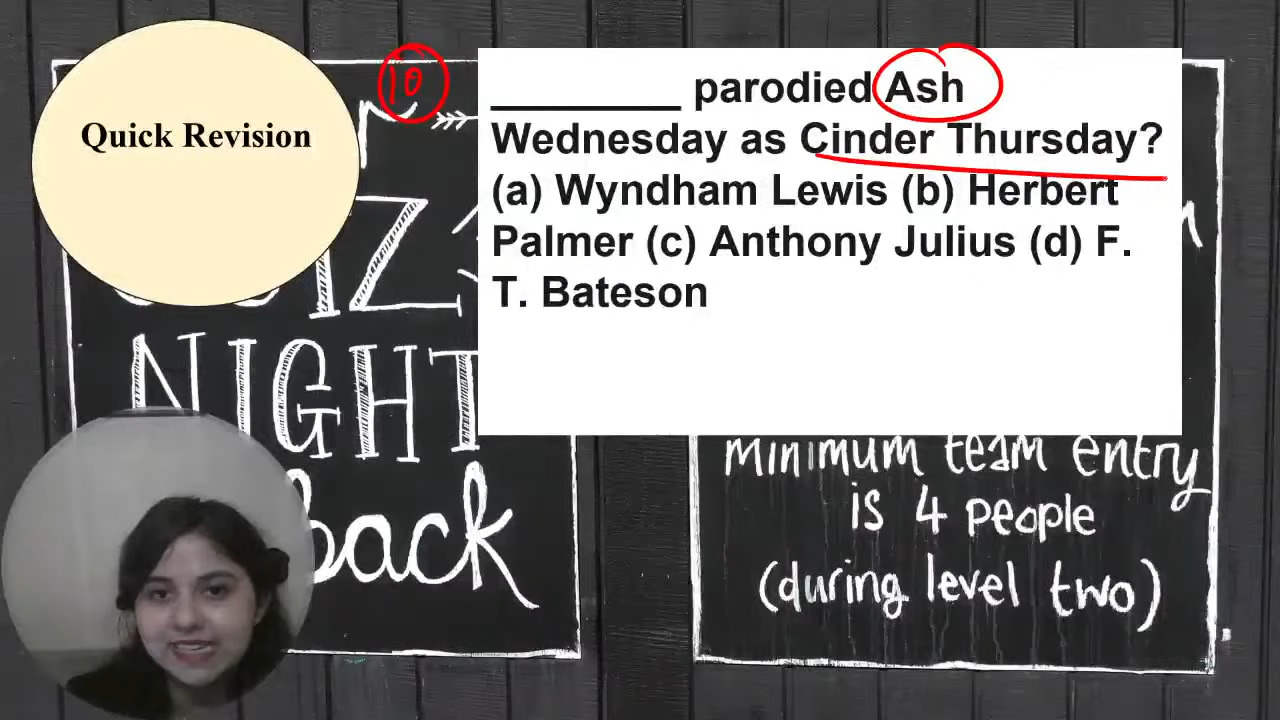 Quick Revision
10
_________ parodied Ash
Wednesday as Cinder Thursday?
(a) Wyndham Lewis (b) Herbert
Palmer (c) Anthony Julius (d) F.
T. Bateson
NIGHT
back
minimum team entry
is 4 people
(during level two)